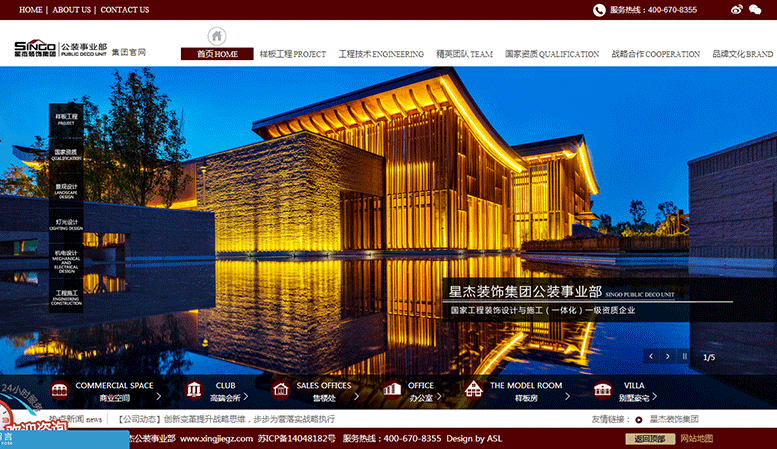 HOME | ABOUT US | CONTACT US
服务热线：400-670-8355
SINGO 星杰装饰集团 公装事业部 PUBLIC DECO UNIT 集团官网
首页 HOME 样板工程 PROJECT 工程技术 ENGINEERING 精英团队 TEAM 国家资质 QUALIFICATION 战略合作 COOPERATION 品牌文化 BRAND
样板工程
PROJECT
国家资质
QUALIFICATION
景观设计
LANDSCAPE
DESIGN
灯光设计
LIGHTING DESIGN
机电设计
MECHANICAL
AND
ELECTRICAL
DESIGN
工程施工
ENGINEERING
CONSTRUCTION
星杰装饰集团公装事业部 SINGO PUBLIC DECO UNIT
国家工程装饰设计与施工（一体化）一级资质企业
1/5
COMMERCIAL SPACE
商业空间
CLUB
高端会所
SALES OFFICES
售楼处
OFFICE
办公室
THE MODEL ROOM
样板房
VILLA
别墅豪宅
24小时服务
欢迎咨询
新闻 news 【公司动态】创新变革提升战略思维，步步为营落实战略执行
友情链接： 星杰装饰集团
言
杰公装事业部 www.xingjiegz.com 苏ICP备14048182号 服务热线：400-670-8355 Design by ASL
返回顶部 网站地图